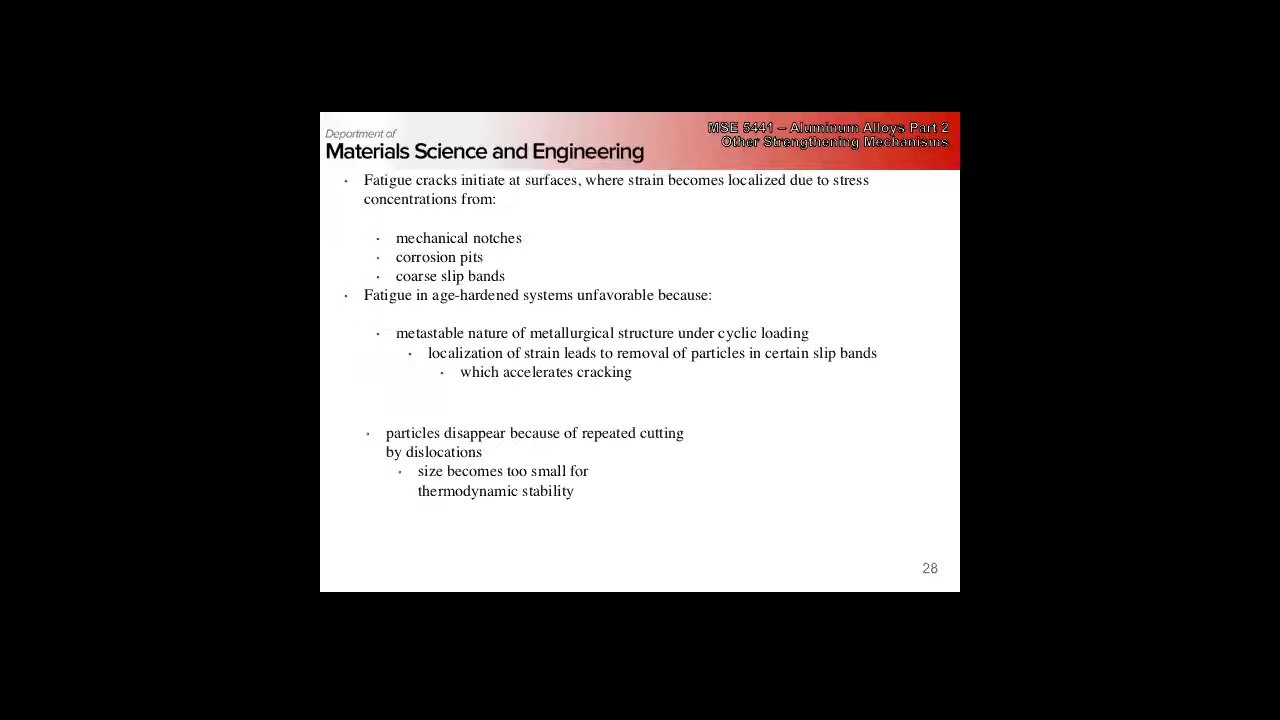 Department of
Materials Science and Engineering
MSE 5441 – Aluminum Alloys Part 2
Other Strengthening Mechanisms
• Fatigue cracks initiate at surfaces, where strain becomes localized due to stress
concentrations from:
• mechanical notches
• corrosion pits
• coarse slip bands
• Fatigue in age-hardened systems unfavorable because:
• metastable nature of metallurgical structure under cyclic loading
• localization of strain leads to removal of particles in certain slip bands
• which accelerates cracking
• particles disappear because of repeated cutting
by dislocations
• size becomes too small for
thermodynamic stability
28